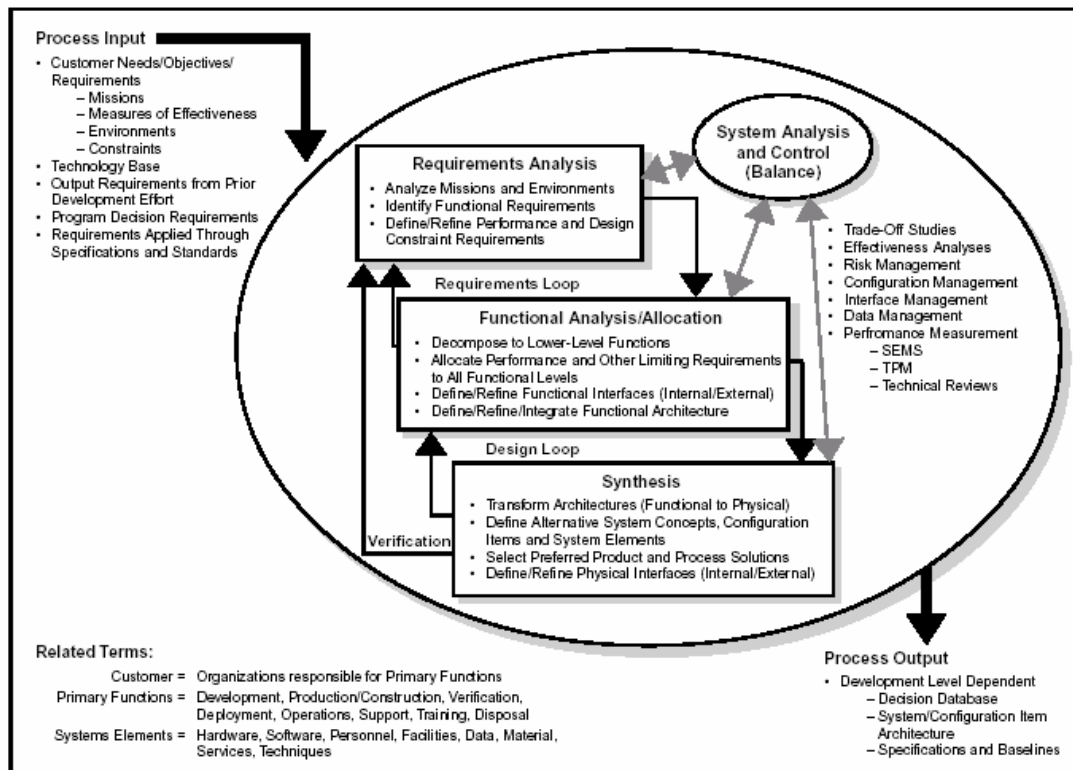 Process Input
• Customer Needs/Objectives/
Requirements
– Missions
– Measures of Effectiveness
– Environments
– Constraints
• Technology Base
• Output Requirements from Prior
Development Effort
• Program Decision Requirements
• Requirements Applied Through
Specifications and Standards
System Analysis
and Control
(Balance)
Requirements Analysis
• Analyze Missions and Environments
• Identify Functional Requirements
• Define/Refine Performance and Design
Constraint Requirements
• Trade-Off Studies
• Effectiveness Analyses
• Risk Management
• Configuration Management
• Interface Management
• Data Management
• Perfromance Measurement
– SEMS
– TPM
– Technical Reviews
Requirements Loop
Functional Analysis/Allocation
• Decompose to Lower-Level Functions
• Allocate Performance and Other Limiting Requirements
to All Functional Levels
• Define/Refine Functional Interfaces (Internal/External)
• Define/Refine/Integrate Functional Architecture
Design Loop
Synthesis
• Transform Architectures (Functional to Physical)
• Define Alternative System Concepts, Configuration
Items and System Elements
• Select Preferred Product and Process Solutions
• Define/Refine Physical Interfaces (Internal/External)
Verification
Related Terms:
Customer = Organizations responsible for Primary Functions
Primary Functions = Development, Production/Construction, Verification,
Deployment, Operations, Support, Training, Disposal
Systems Elements = Hardware, Software, Personnel, Facilities, Data, Material,
Services, Techniques
Process Output
• Development Level Dependent
– Decision Database
– System/Configuration Item
Architecture
– Specifications and Baselines